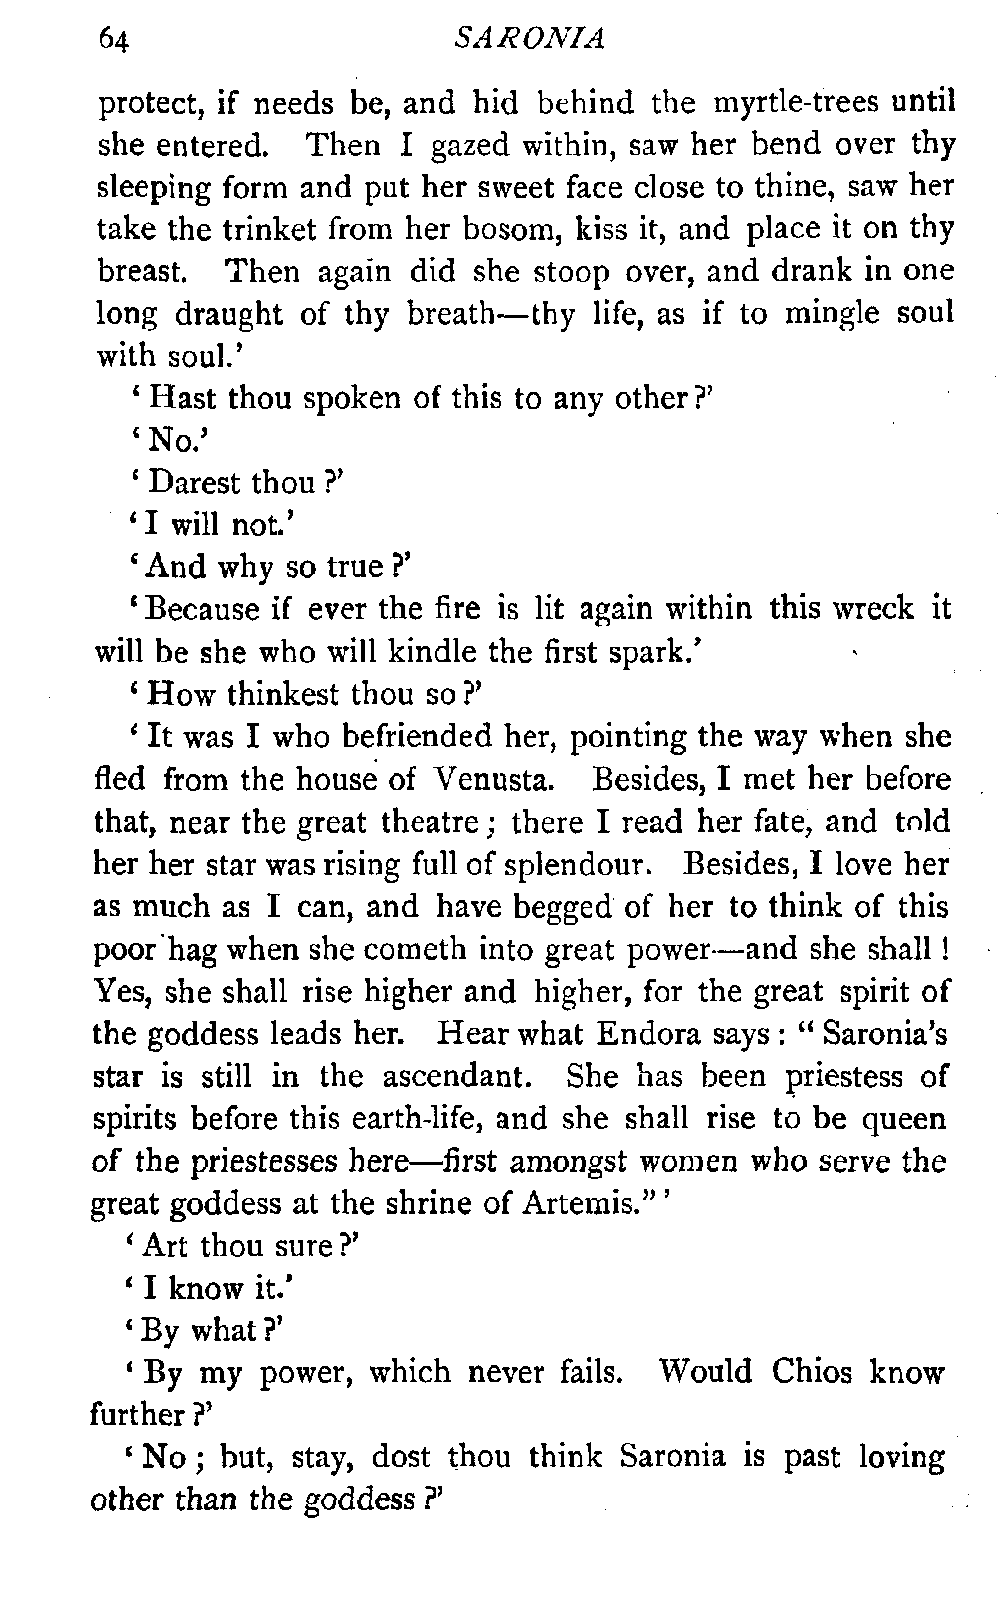 64 SARONIA
protect, if needs be, and hid behind the myrtle-trees until
she entered. Then I gazed within, saw her bend over thy
sleeping form and put her sweet face close to thine, saw her
take the trinket from her bosom, kiss it, and place it on thy
breast. Then again did she stoop over, and drank in one
long draught of thy breath—thy life, as if to mingle soul
with soul.'
‘Hast thou spoken of this to any other?’
‘No.’
‘Darest thou?’
‘I will not.’
‘And why so true?’
‘Because if ever the fire is lit again within this wreck it
will be she who will kindle the first spark.’
‘How thinkest thou so?’
‘It was I who befriended her, pointing the way when she
fled from the house of Venusta. Besides, I met her before
that, near the great theatre; there I read her fate, and told
her her star was rising full of splendour. Besides, I love her
as much as I can, and have begged of her to think of this
poor hag when she cometh into great power—and she shall!
Yes, she shall rise higher and higher, for the great spirit of
the goddess leads her. Hear what Endora says: “Saronia's
star is still in the ascendant. She has been priestess of
spirits before this earth-life, and she shall rise to be queen
of the priestesses here—first amongst women who serve the
great goddess at the shrine of Artemis.”’
‘Art thou sure?’
‘I know it.’
‘By what?’
‘By my power, which never fails. Would Chios know
further?’
‘No; but, stay, dost thou think Saronia is past loving
other than the goddess?’